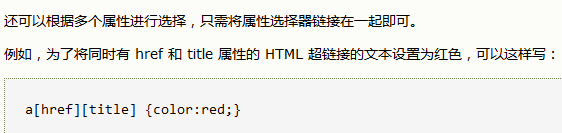 还可以根据多个属性进行选择，只需将属性选择器链接在一起即可。
例如，为了将同时有 href 和 title 属性的 HTML 超链接的文本设置为红色，可以这样写：
a[href][title] {color:red;}